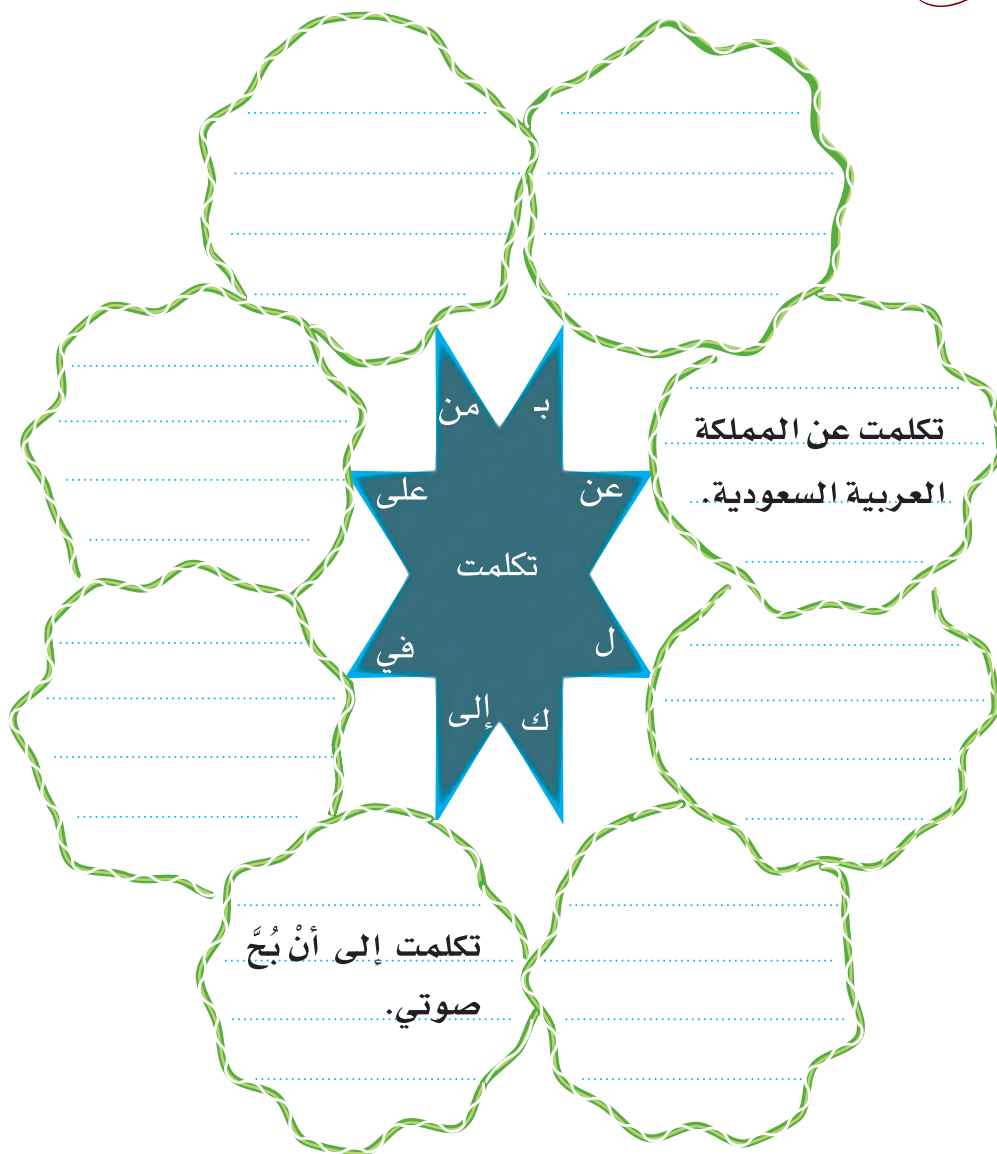 من
بـ
على
عن
تكلمت
في
ل
إلى
ك
تكلمت عن المملكة
العربية السعودية.
تكلمت إلى أنْ بُحَّ
صوتي.